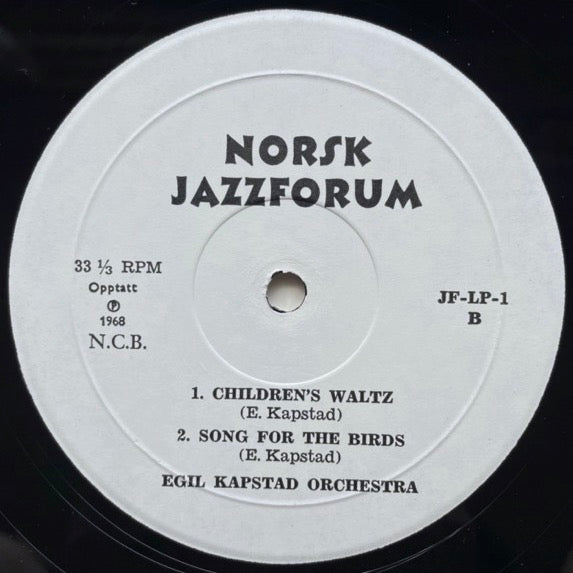 NORSK
JAZZFORUM
33 ⅓ RPM
Opptatt
Ⓟ
1968
N.C.B.
JF-LP-1
B
1. CHILDREN'S WALTZ
(E. Kapstad)
2. SONG FOR THE BIRDS
(E. Kapstad)
EGIL KAPSTAD ORCHESTRA